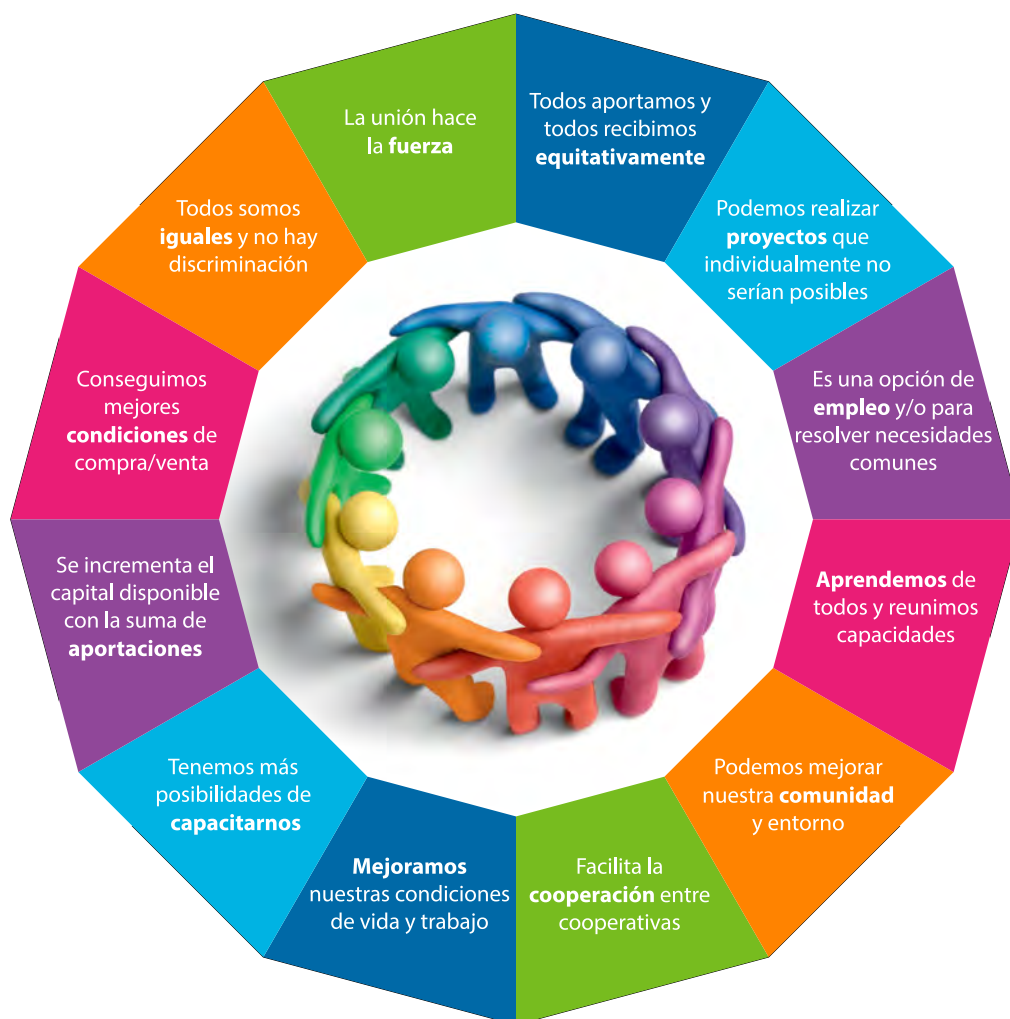 La unión hace
la fuerza
Todos aportamos y
todos recibimos
equitativamente
Podemos realizar
proyectos que
individualmente no
serían posibles
Es una opción de
empleo y/o para
resolver necesidades
comunes
Aprendemos de
todos y reunimos
capacidades
Podemos mejorar
nuestra comunidad
y entorno
Facilita la
cooperación entre
cooperativas
Mejoramos
nuestras condiciones
de vida y trabajo
Tenemos más
posibilidades de
capacitarnos
Se incrementa el
capital disponible
con la suma de
aportaciones
Conseguimos
mejores
condiciones de
compra/venta
Todos somos
iguales y no hay
discriminación